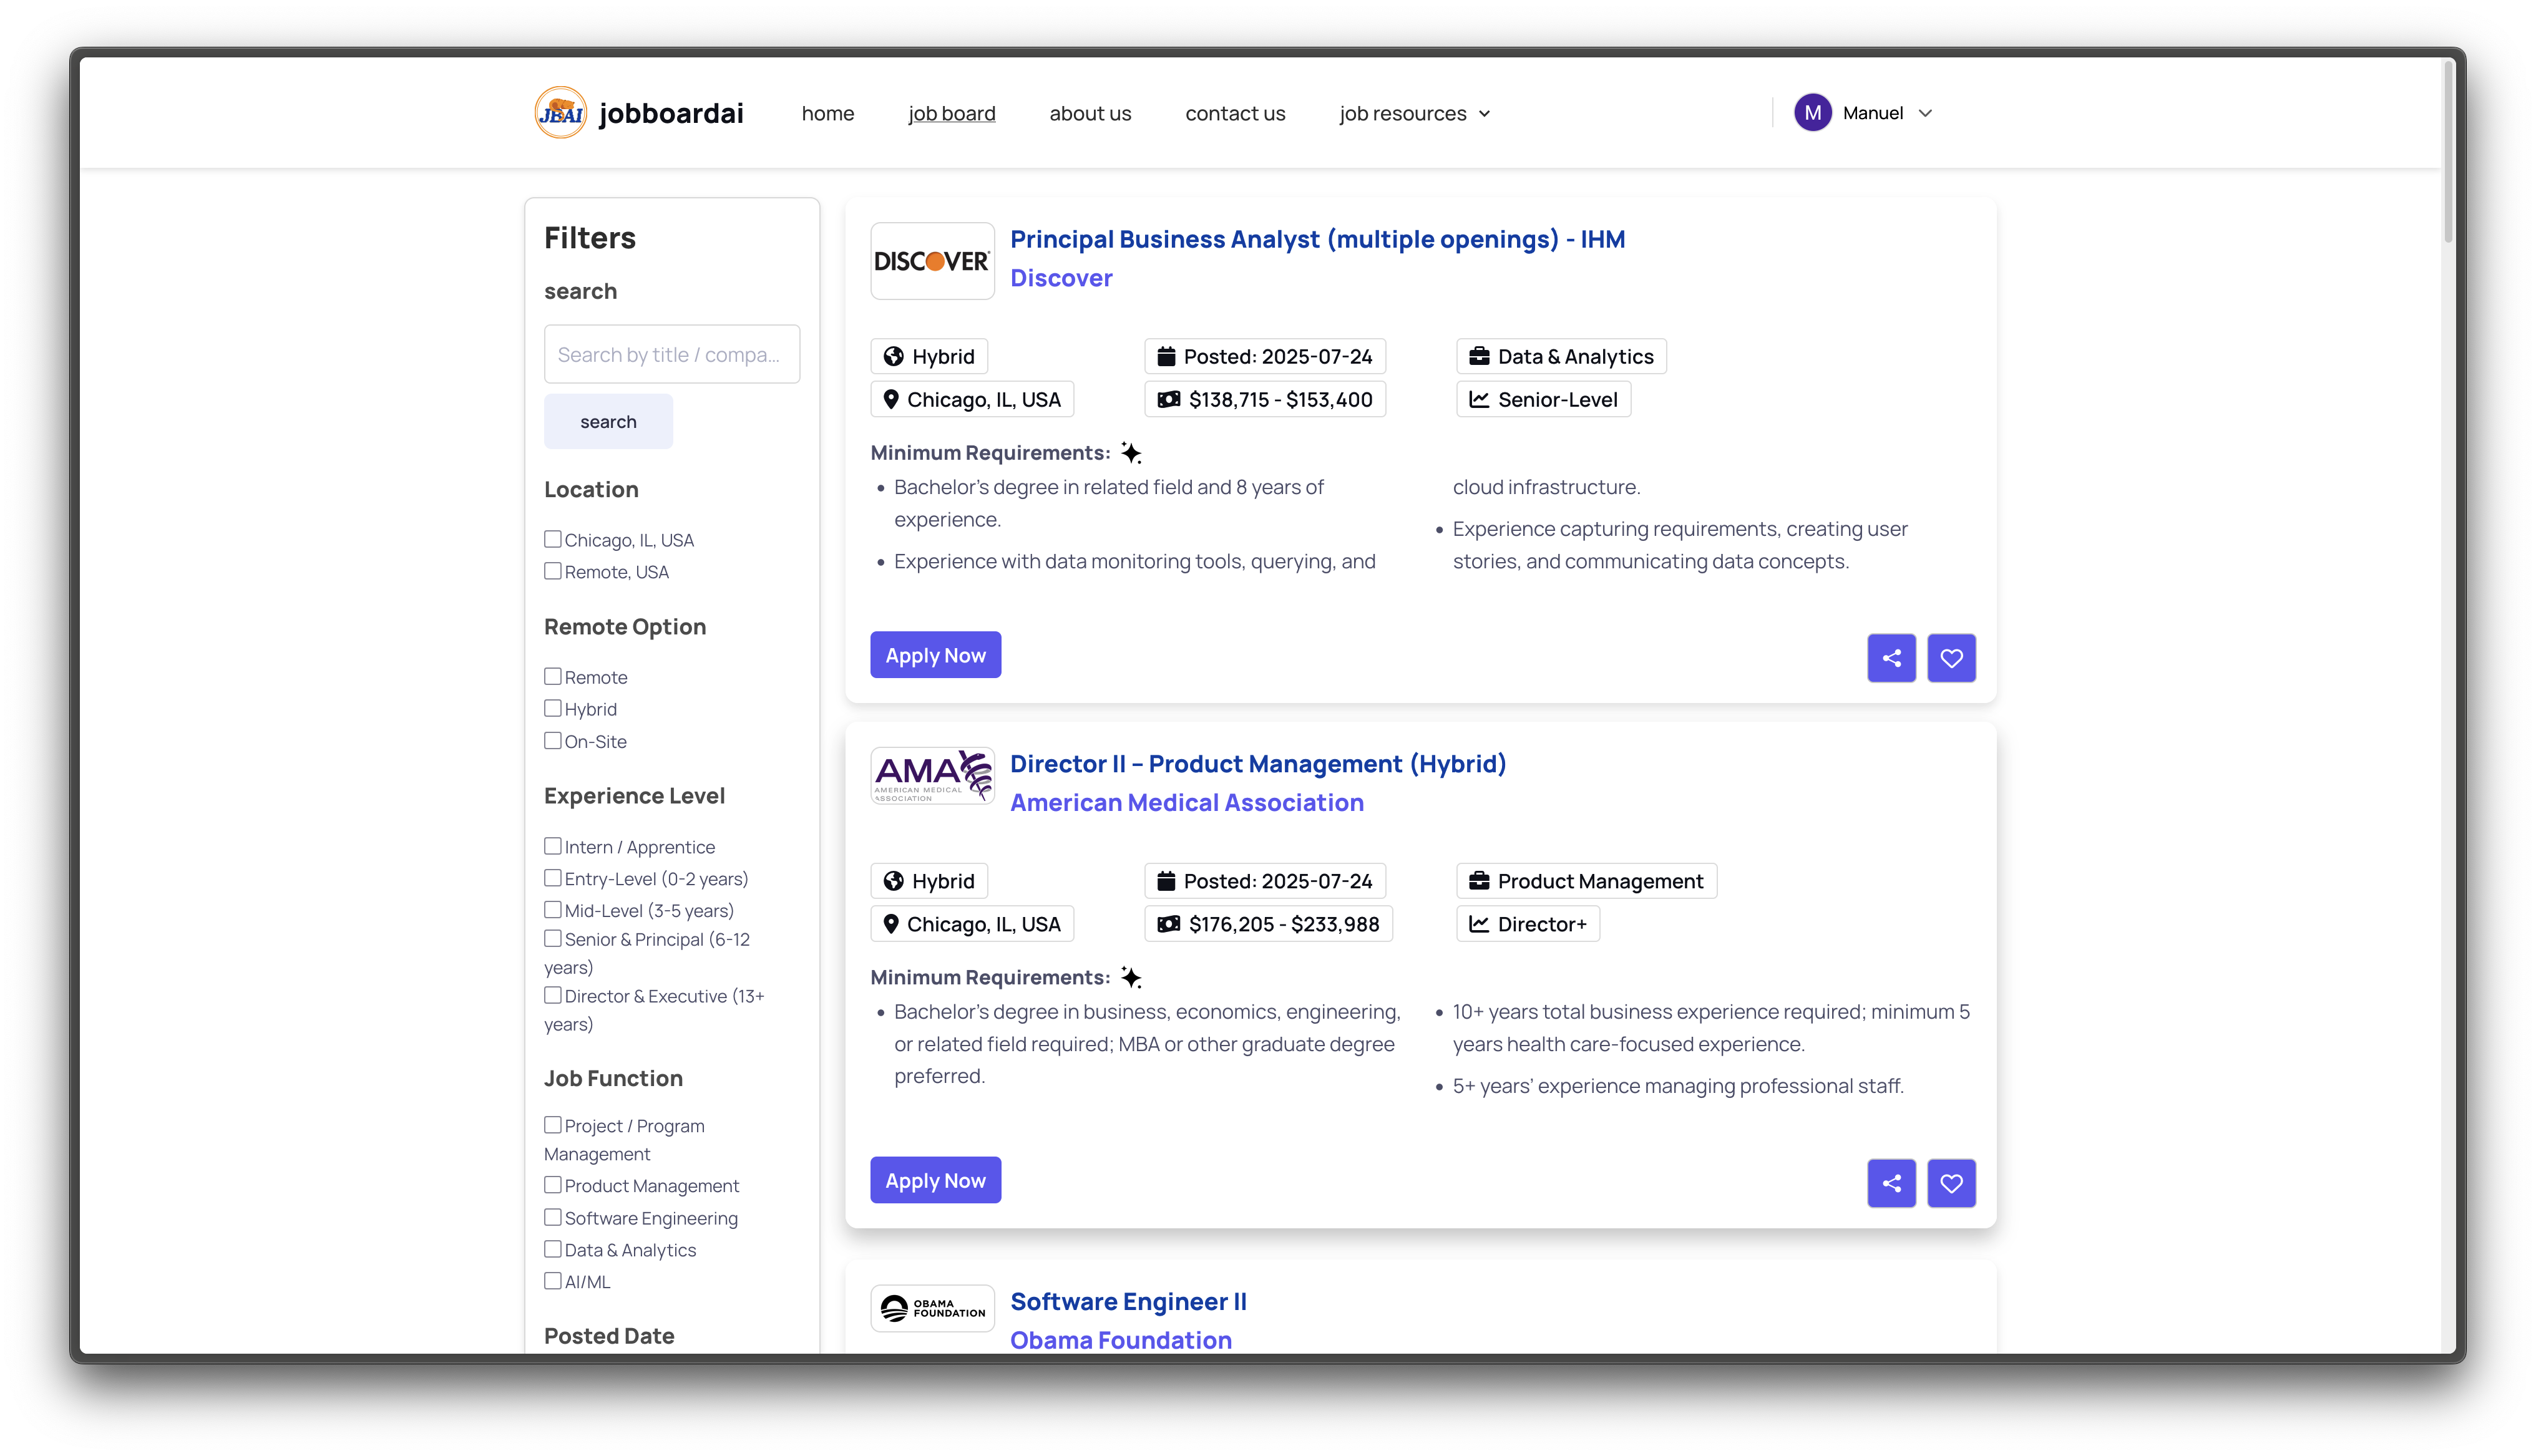 JBAI
jobboardai
home
job board
about us
contact us
job resources
M
Manuel
Filters
search
Search by title / compa...
search
Location
Chicago, IL, USA
Remote, USA
Remote Option
Remote
Hybrid
On-Site
Experience Level
Intern / Apprentice
Entry-Level (0-2 years)
Mid-Level (3-5 years)
Senior & Principal (6-12
years)
Director & Executive (13+
years)
Job Function
Project / Program
Management
Product Management
Software Engineering
Data & Analytics
AI/ML
Posted Date
DISCOVER
Principal Business Analyst (multiple openings) - IHM
Discover
Hybrid
Posted: 2025-07-24
Data & Analytics
Chicago, IL, USA
$138,715 - $153,400
Senior-Level
Minimum Requirements:
Bachelor's degree in related field and 8 years of
experience.
Experience with data monitoring tools, querying, and
cloud infrastructure.
Experience capturing requirements, creating user
stories, and communicating data concepts.
Apply Now
AMA
AMERICAN MEDICAL
ASSOCIATION
Director II – Product Management (Hybrid)
American Medical Association
Hybrid
Posted: 2025-07-24
Product Management
Chicago, IL, USA
$176,205 - $233,988
Director+
Minimum Requirements:
Bachelor's degree in business, economics, engineering,
or related field required; MBA or other graduate degree
preferred.
10+ years total business experience required; minimum 5
years health care-focused experience.
5+ years' experience managing professional staff.
Apply Now
OBAMA
FOUNDATION
Software Engineer II
Obama Foundation